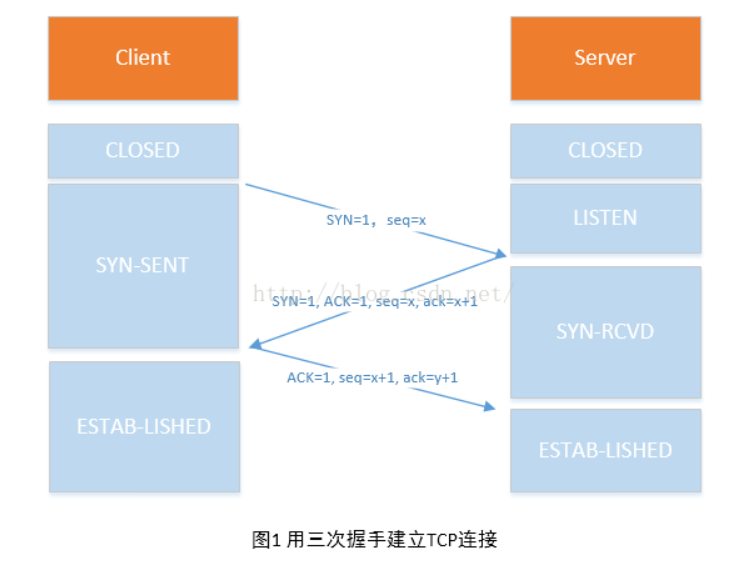 Client
Server
CLOSED
CLOSED
SYN-SENT
LISTEN
SYN=1, seq=x
http://blog.csdn.net/
SYN=1, ACK=1, seq=x, ack=x+1
SYN-RCVD
ACK=1, seq=x+1, ack=y+1
ESTAB-LISHED
ESTAB-LISHED
图1 用三次握手建立TCP连接